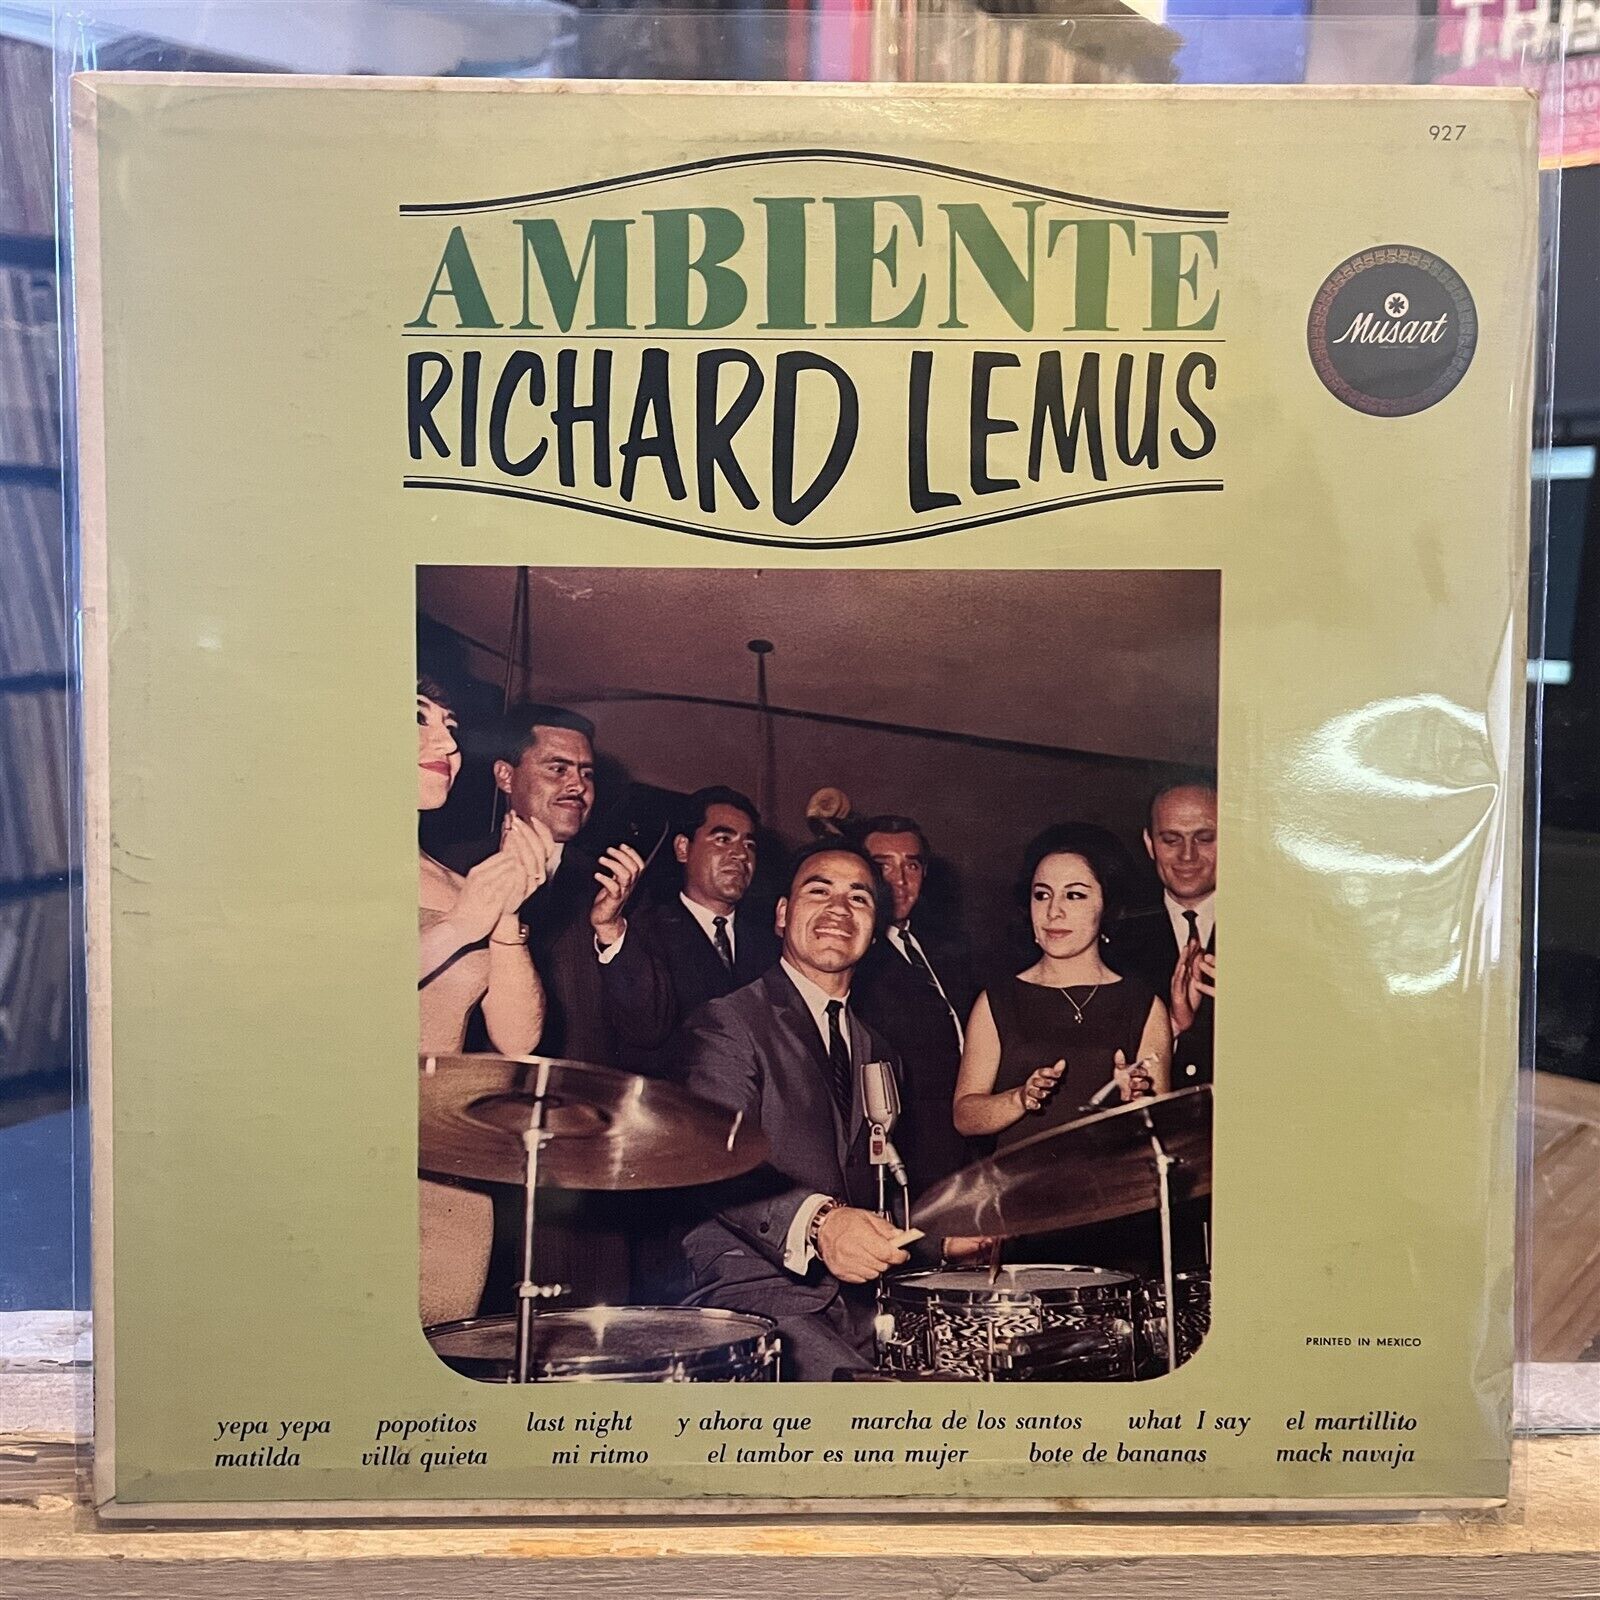 927
AMBIENTE
RICHARD LEMUS
Musart
PRINTED IN MEXICO
yepa yepa popotitos last night y ahora que marcha de los santos what I say el martillito
matilda villa quieta mi ritmo el tambor es una mujer bote de bananas mack navaja